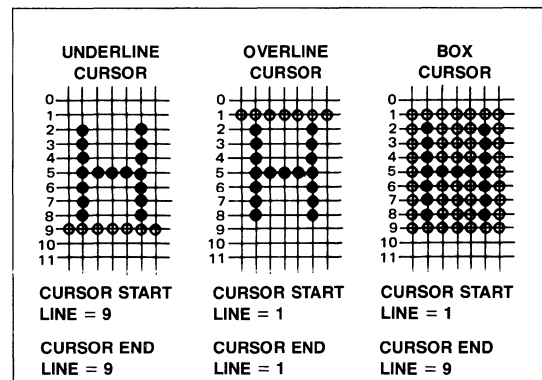 UNDERLINE
CURSOR
0
1
2
3
4
5
6
7
8
9
10
11
CURSOR START
LINE = 9
CURSOR END
LINE = 9
OVERLINE
CURSOR
0
1
2
3
4
5
6
7
8
9
10
11
CURSOR START
LINE = 1
CURSOR END
LINE = 1
BOX
CURSOR
0
1
2
3
4
5
6
7
8
9
10
11
CURSOR START
LINE = 1
CURSOR END
LINE = 9